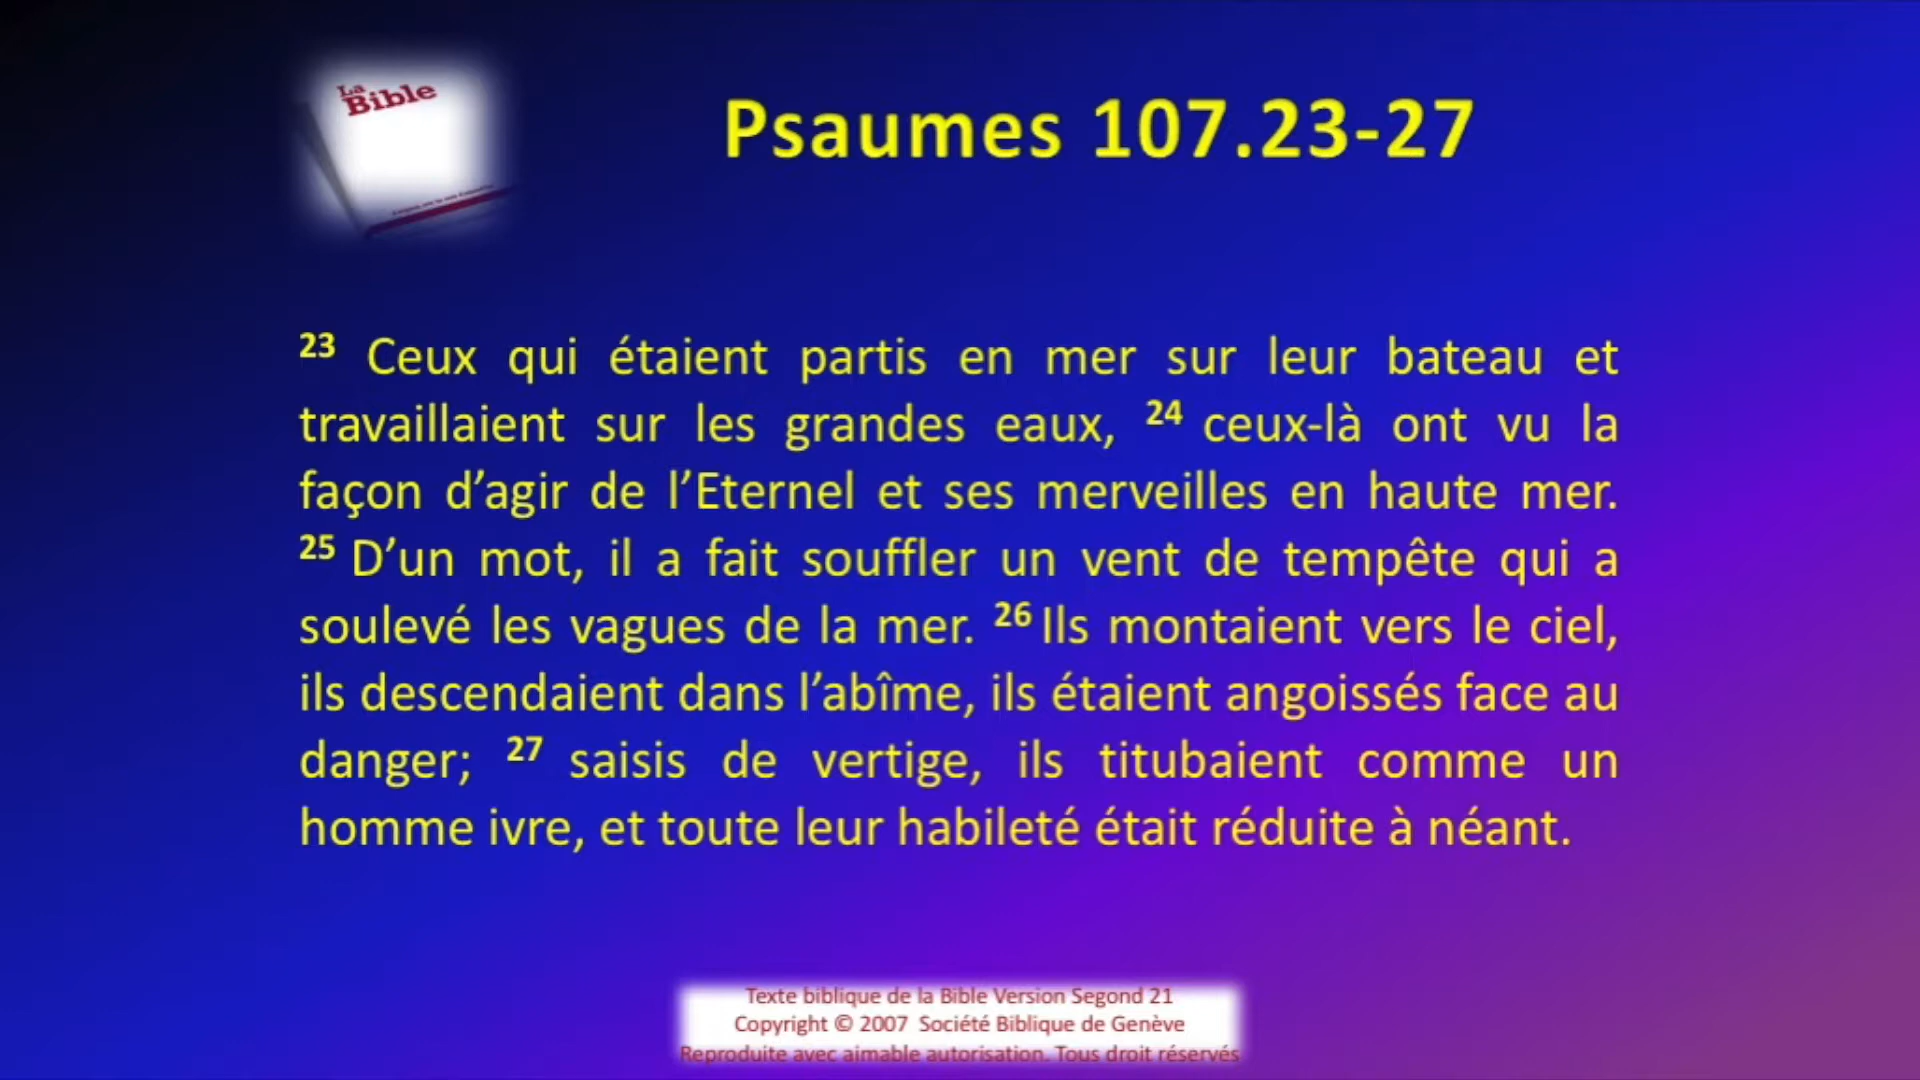 La
Bible
Psaumes 107.23-27
23 Ceux qui étaient partis en mer sur leur bateau et
travaillaient sur les grandes eaux, 24 ceux-là ont vu la
façon d’agir de l’Eternel et ses merveilles en haute mer.
25 D’un mot, il a fait souffler un vent de tempête qui a
soulevé les vagues de la mer. 26 Ils montaient vers le ciel,
ils descendaient dans l’abîme, ils étaient angoissés face au
danger; 27 saisis de vertige, ils titubaient comme un
homme ivre, et toute leur habileté était réduite à néant.
Texte biblique de la Bible Version Segond 21
Copyright © 2007 Société Biblique de Genève
Reproduite avec aimable autorisation. Tous droit réservés